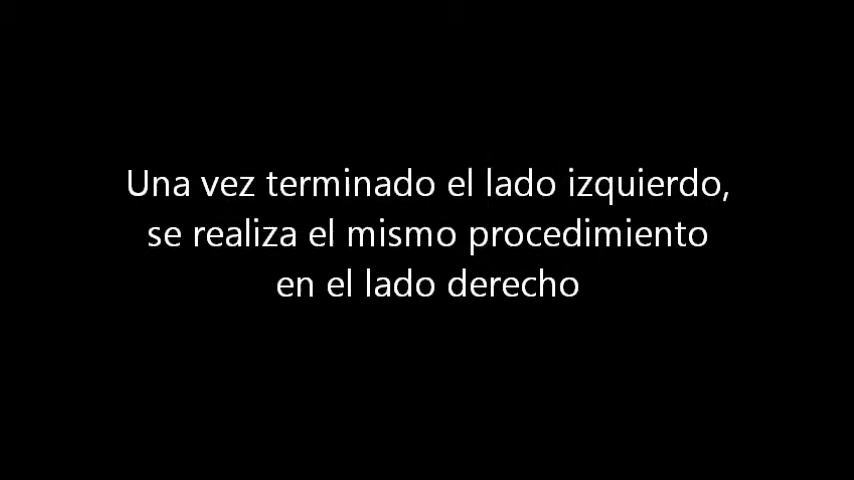 Una vez terminado el lado izquierdo,
se realiza el mismo procedimiento
en el lado derecho